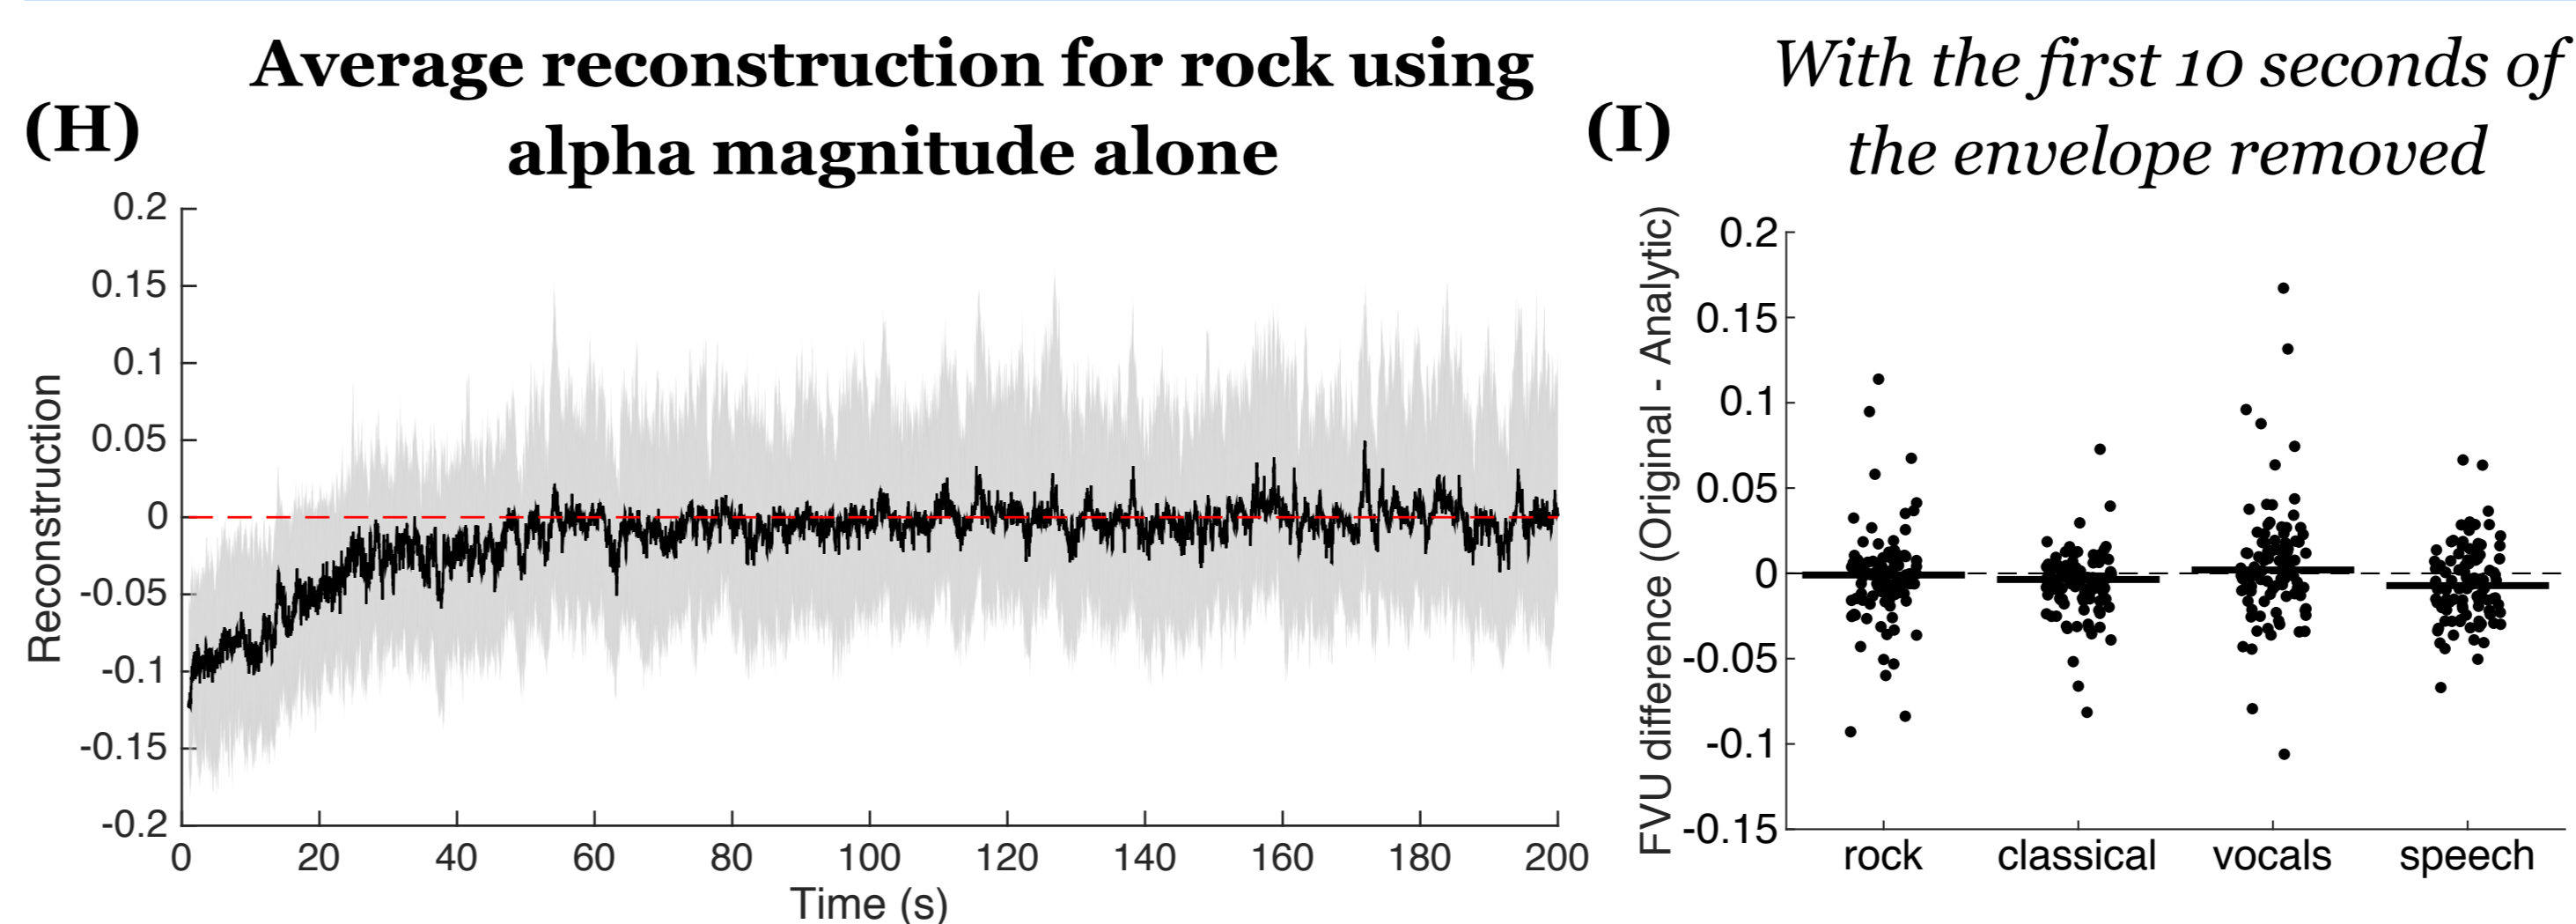 (H)
Average reconstruction for rock using
alpha magnitude alone
Reconstruction
0.2
0.15
0.1
0.05
0
-0.05
-0.1
-0.15
-0.2
0 20 40 60 80 100 120 140 160 180 200
Time (s)
(I)
With the first 10 seconds of
the envelope removed
FVU difference (Original - Analytic)
0.2
0.15
0.1
0.05
0
-0.05
-0.1
-0.15
rock classical vocals speech